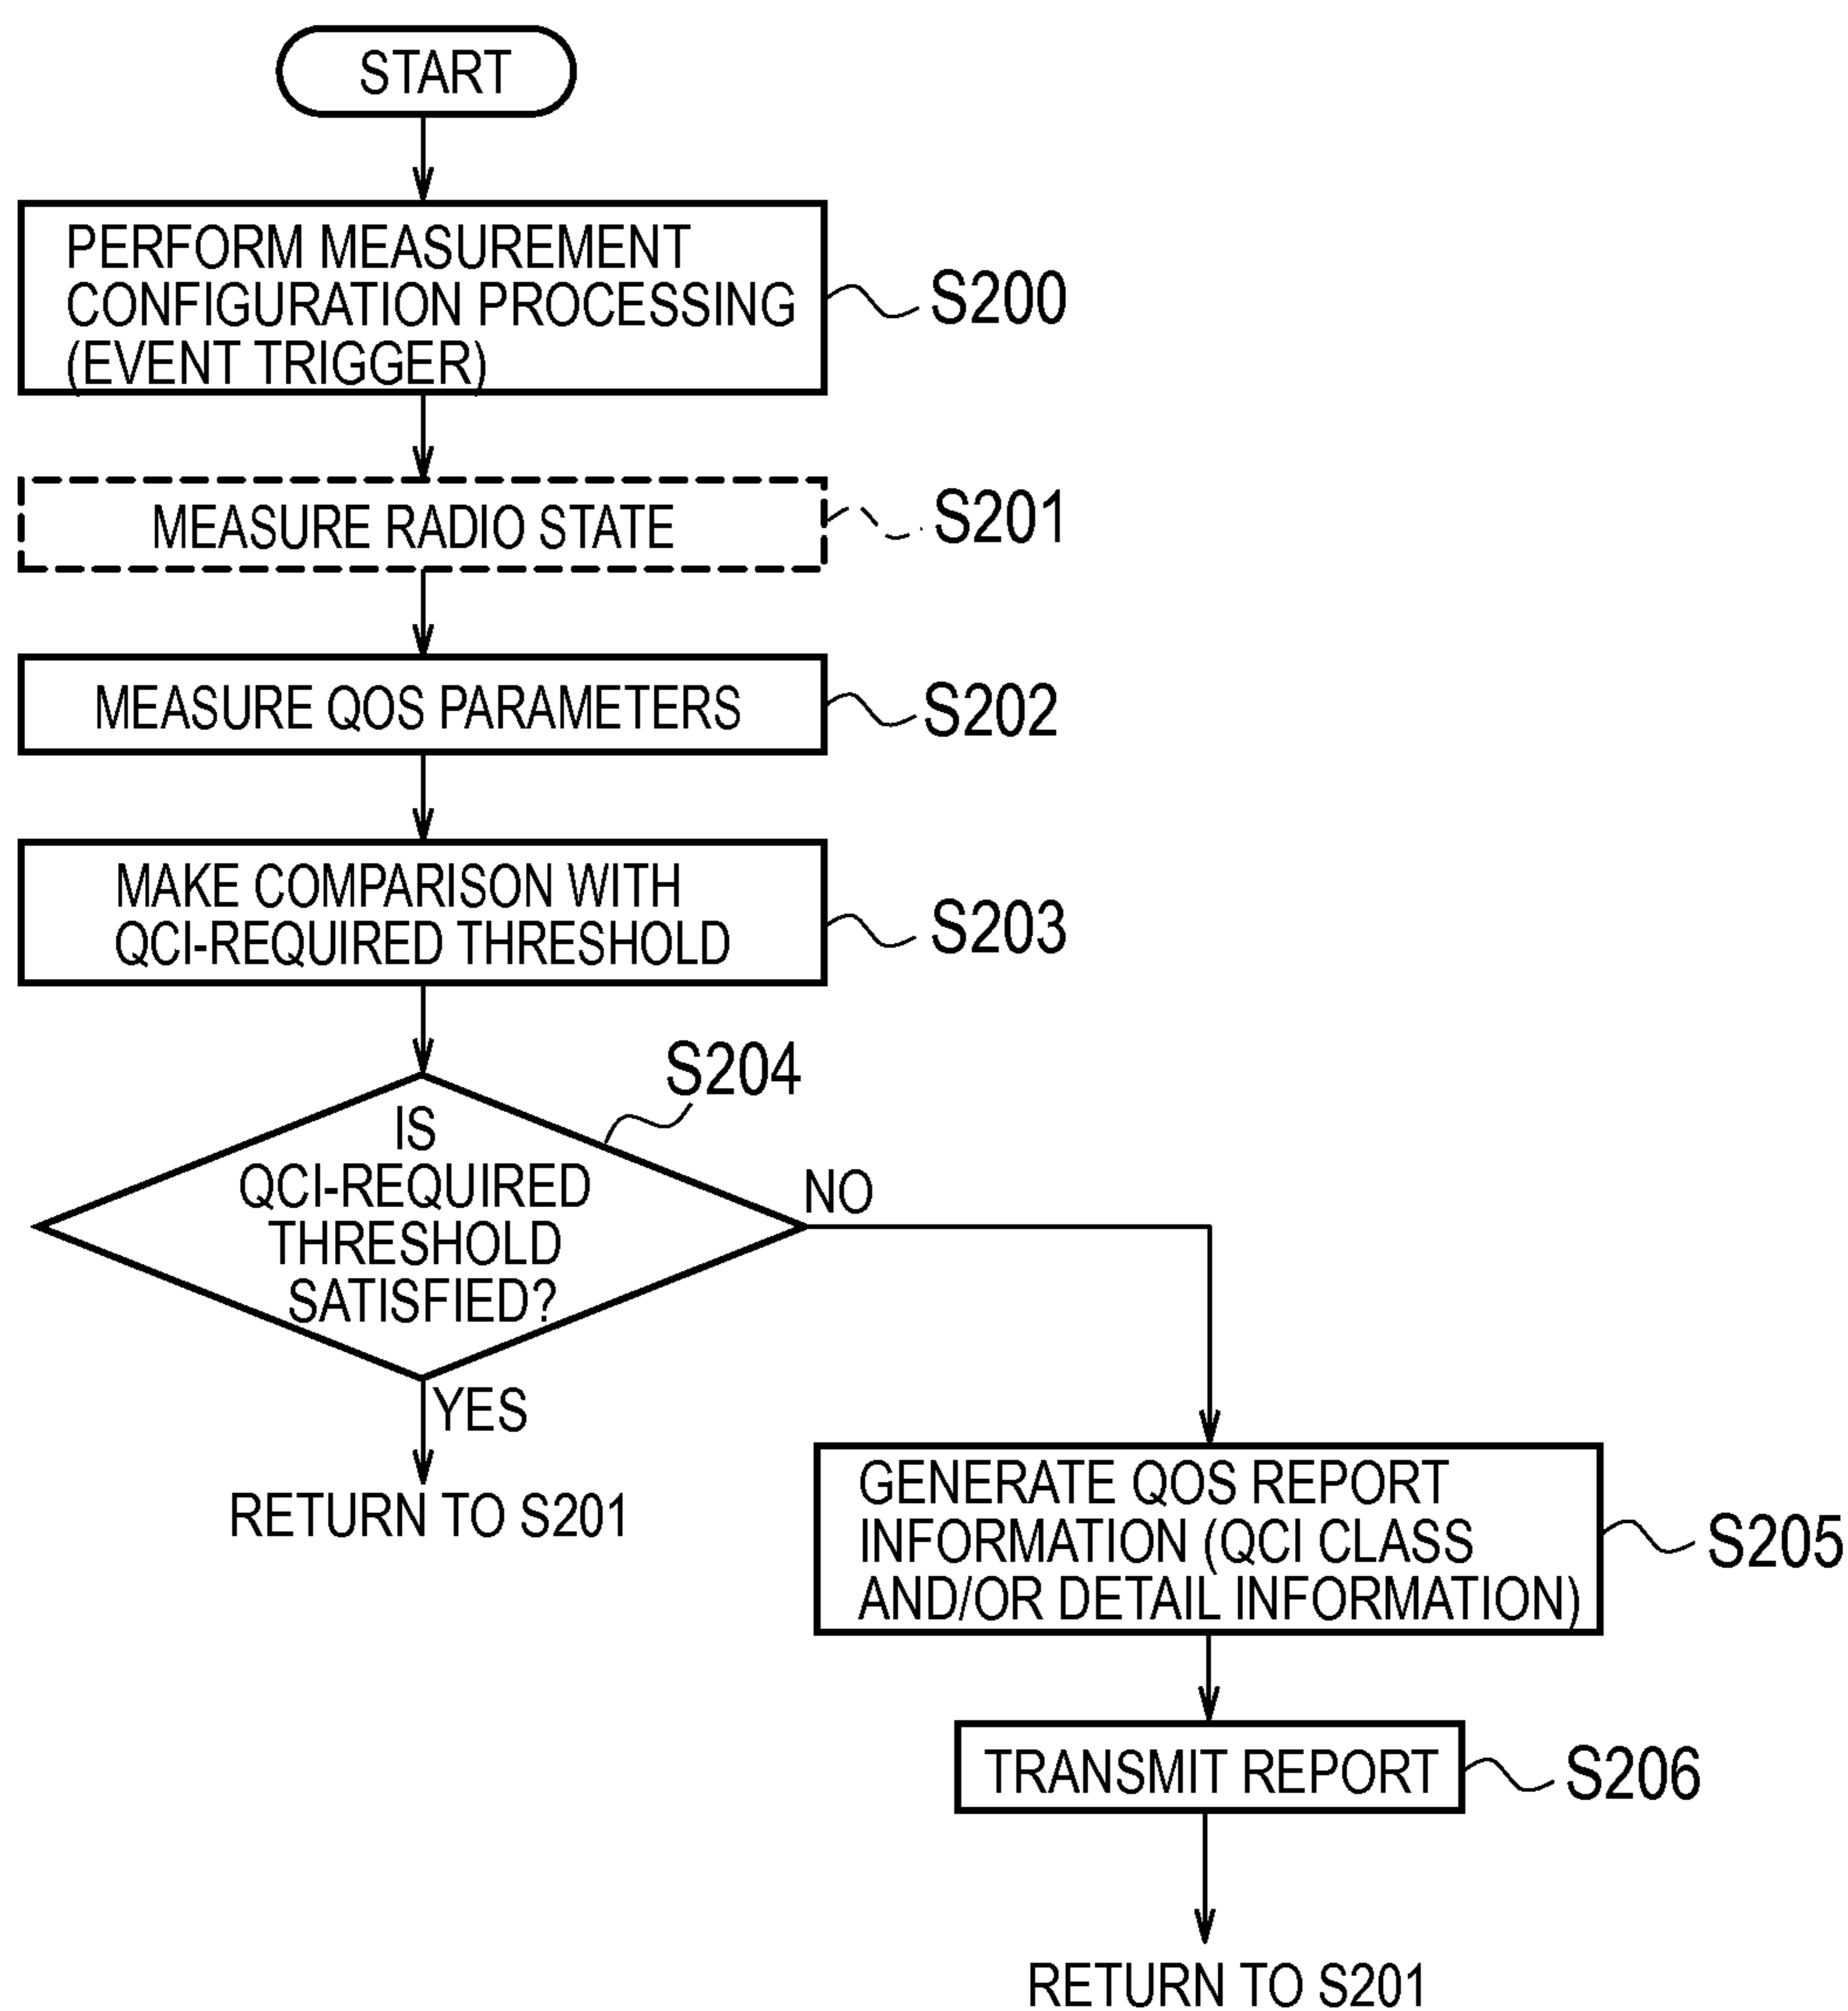 START
PERFORM MEASUREMENT
CONFIGURATION PROCESSING
(EVENT TRIGGER)
S200
MEASURE RADIO STATE
S201
MEASURE QOS PARAMETERS
S202
MAKE COMPARISON WITH
QCI-REQUIRED THRESHOLD
S203
S204
IS
QCI-REQUIRED
THRESHOLD
SATISFIED?
NO
YES
RETURN TO S201
GENERATE QOS REPORT
INFORMATION (QCI CLASS
AND/OR DETAIL INFORMATION)
S205
TRANSMIT REPORT
S206
RETURN TO S201